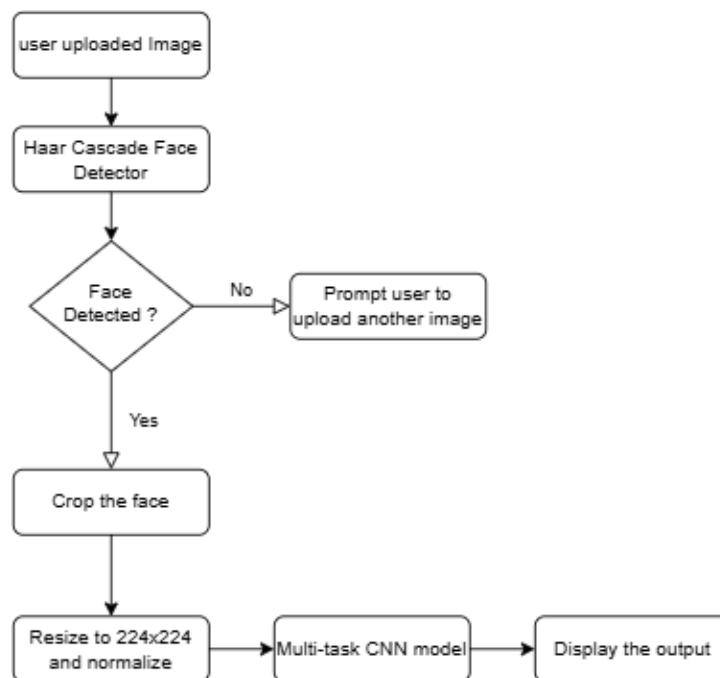 user uploaded Image
Haar Cascade Face
Detector
Face
Detected ?
No
Prompt user to
upload another image
Yes
Crop the face
Resize to 224x224
and normalize
Multi-task CNN model
Display the output